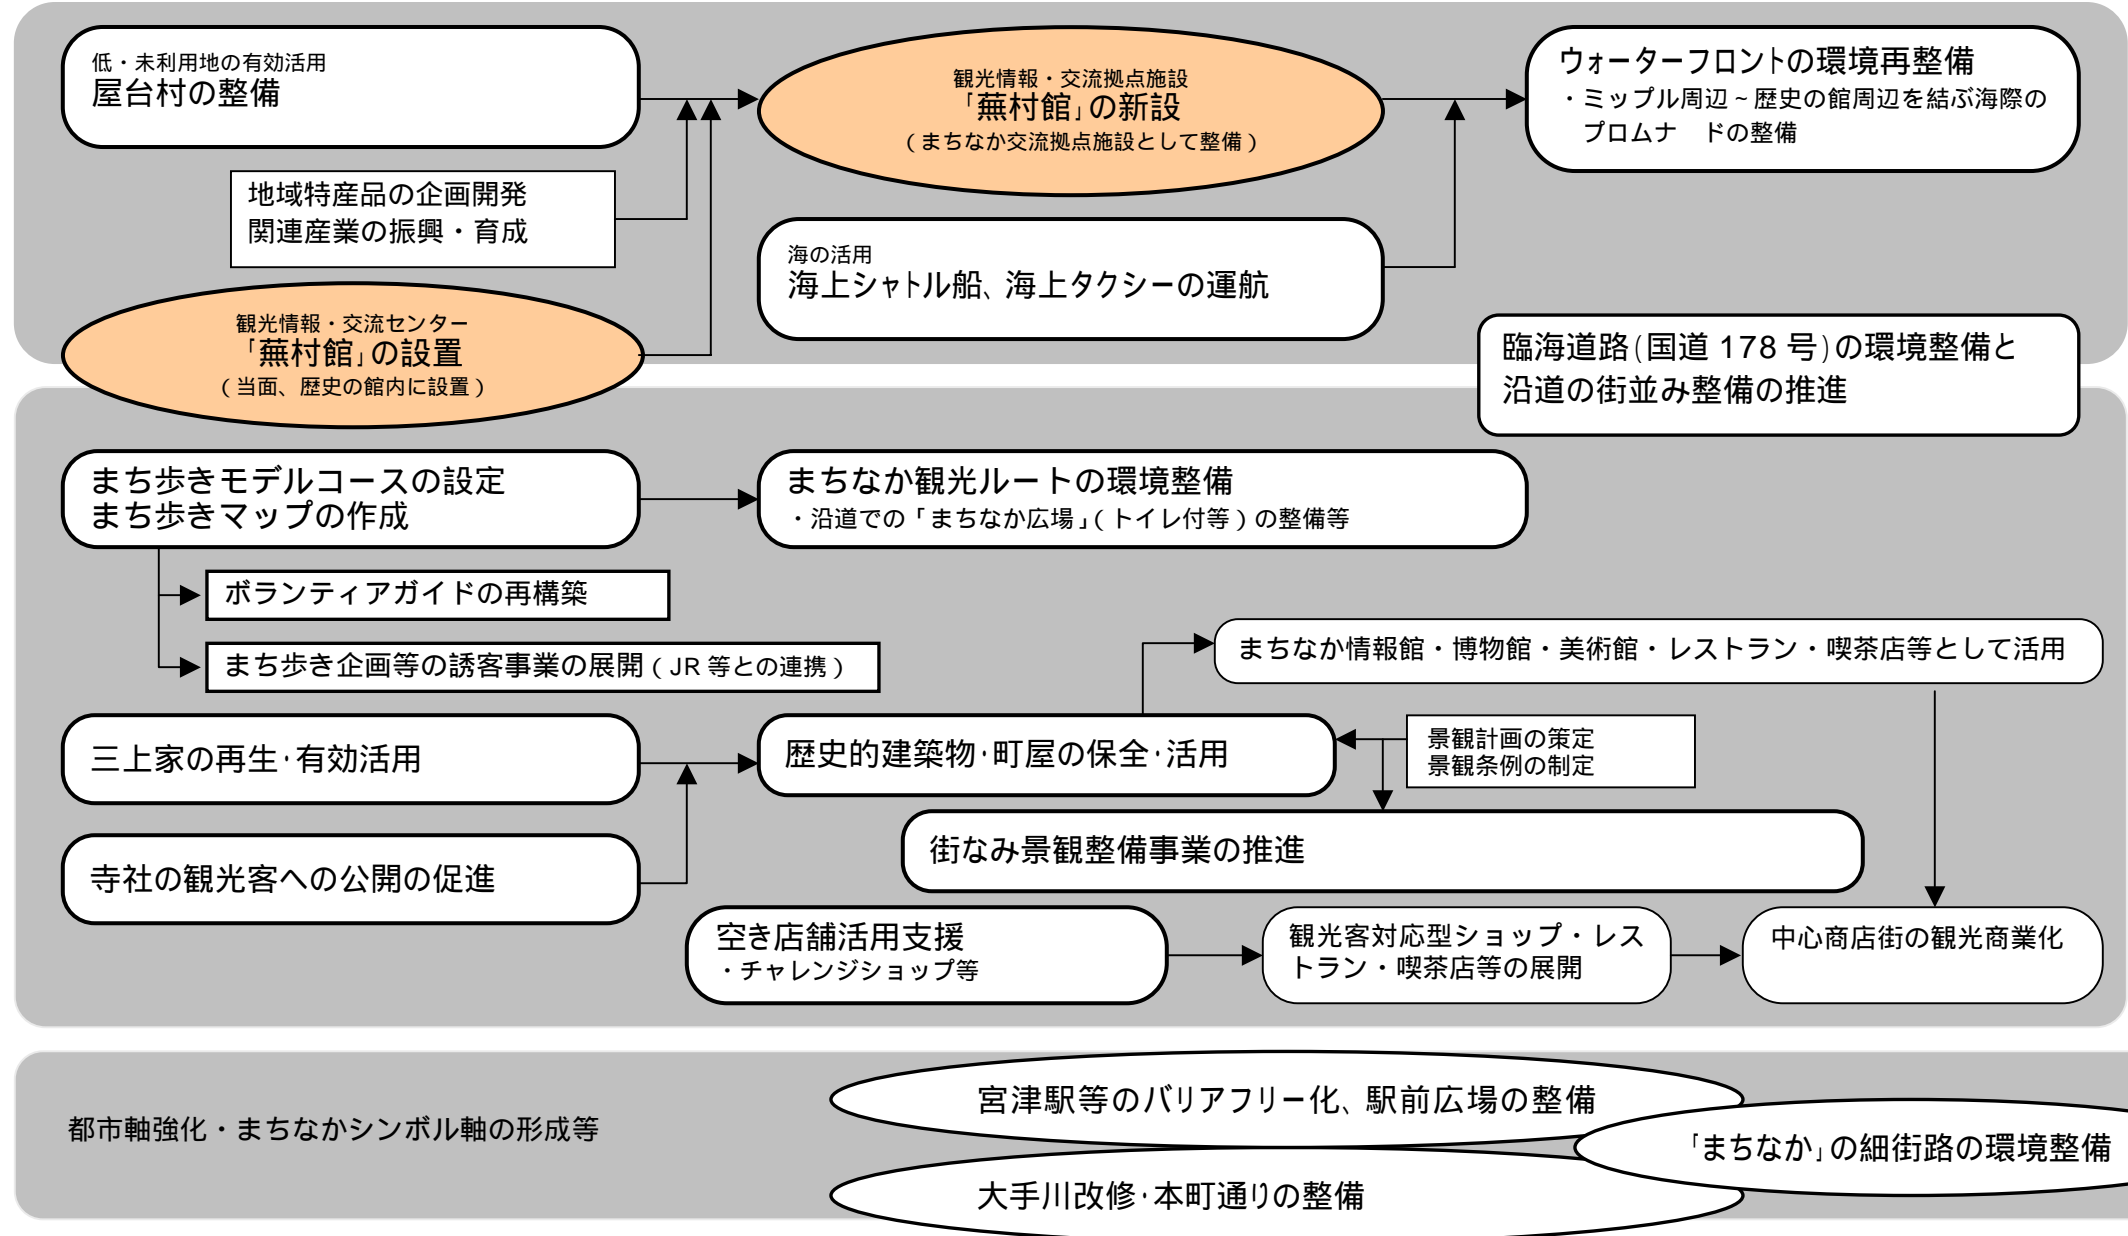 低・未利用地の有効活用
屋台村の整備
観光情報・交流拠点施設
「蕪村館」の新設
（まちなか交流拠点施設として整備）
ウォーターフロントの環境再整備
・ミップル周辺～歴史の館周辺を結ぶ海際の
プロムナ　ドの整備
地域特産品の企画開発
関連産業の振興・育成
海の活用
海上シャトル船、海上タクシーの運航
観光情報・交流センター
「蕪村館」の設置
（当面、歴史の館内に設置）
臨海道路（国道 178 号）の環境整備と
沿道の街並み整備の推進
まち歩きモデルコースの設定
まち歩きマップの作成
まちなか観光ルートの環境整備
・沿道での「まちなか広場」（トイレ付等）の整備等
ボランティアガイドの再構築
まち歩き企画等の誘客事業の展開（JR 等との連携）
まちなか情報館・博物館・美術館・レストラン・喫茶店等として活用
三上家の再生・有効活用
歴史的建築物・町屋の保全・活用
景観計画の策定
景観条例の制定
街なみ景観整備事業の推進
寺社の観光客への公開の促進
空き店舗活用支援
・チャレンジショップ等
観光客対応型ショップ・レス
トラン・喫茶店等の展開
中心商店街の観光商業化
都市軸強化・まちなかシンボル軸の形成等
宮津駅等のバリアフリー化、駅前広場の整備
「まちなか」の細街路の環境整備
大手川改修・本町通りの整備